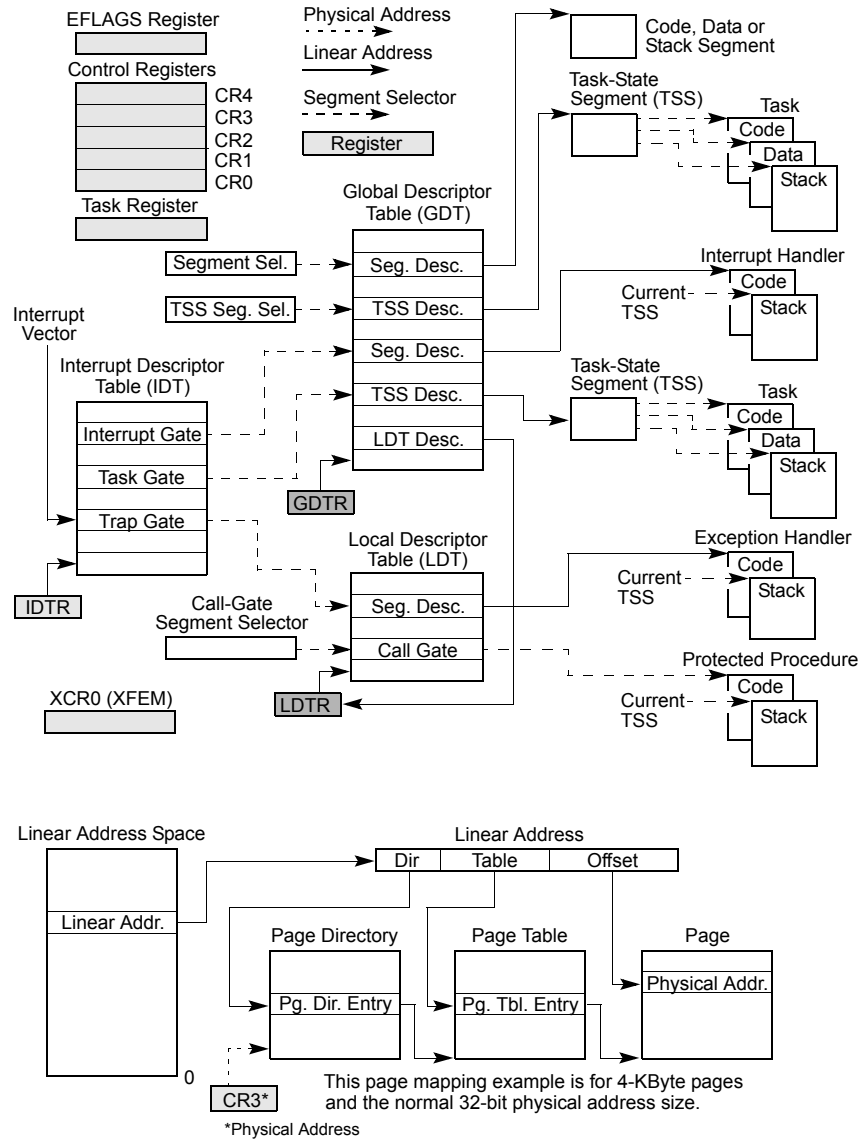 EFLAGS Register
Control Registers
CR4
CR3
CR2
CR1
CR0
Task Register
Physical Address
Linear Address
Segment Selector
Register
Code, Data or
Stack Segment
Task-State
Segment (TSS)
Task
Code
Data
Stack
Global Descriptor
Table (GDT)
Segment Sel.
Seg. Desc.
TSS Seg. Sel.
TSS Desc.
Seg. Desc.
TSS Desc.
LDT Desc.
GDTR
Interrupt Handler
Code
Current
TSS
Stack
Interrupt
Vector
Interrupt Descriptor
Table (IDT)
Interrupt Gate
Task Gate
Trap Gate
IDTR
Task-State
Segment (TSS)
Task
Code
Data
Stack
Local Descriptor
Table (LDT)
Seg. Desc.
Call Gate
Call-Gate
Segment Selector
LDTR
Exception Handler
Code
Current
TSS
Stack
Protected Procedure
Code
Current
TSS
Stack
XCR0 (XFEM)
Linear Address Space
Linear Addr.
0
Linear Address
Dir
Table
Offset
Page Directory
Pg. Dir. Entry
Page Table
Pg. Tbl. Entry
Page
Physical Addr.
CR3*
*Physical Address
This page mapping example is for 4-KByte pages
and the normal 32-bit physical address size.